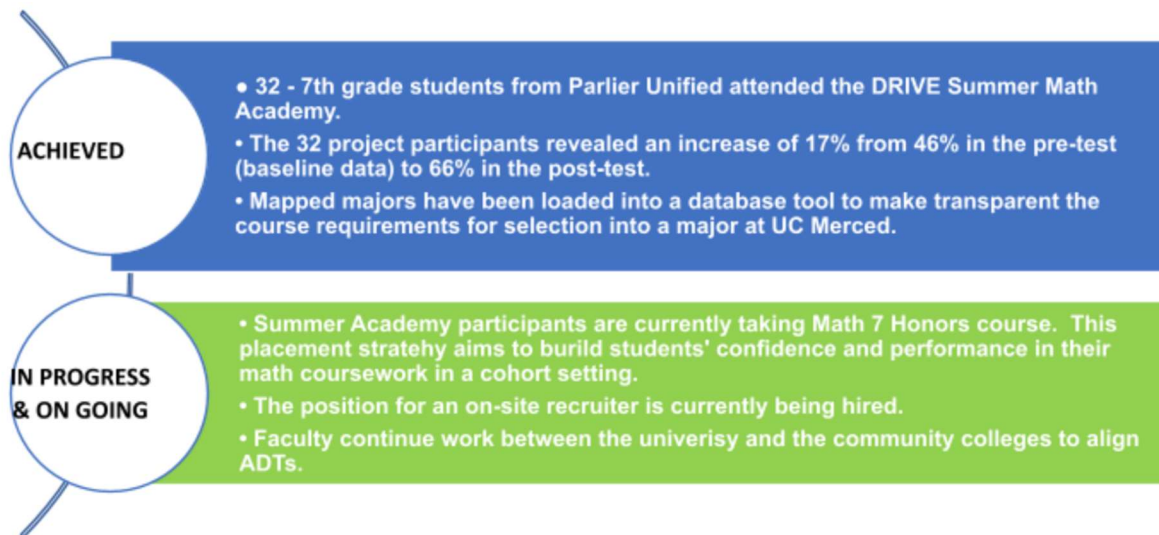 ACHIEVED
● 32 - 7th grade students from Parlier Unified attended the DRIVE Summer Math
Academy.
• The 32 project participants revealed an increase of 17% from 46% in the pre-test
(baseline data) to 66% in the post-test.
• Mapped majors have been loaded into a database tool to make transparent the
course requirements for selection into a major at UC Merced.
IN PROGRESS
& ON GOING
• Summer Academy participants are currently taking Math 7 Honors course.  This
placement stratehy aims to burild students' confidence and performance in their
math coursework in a cohort setting.
• The position for an on-site recruiter is currently being hired.
• Faculty continue work between the univerisy and the community colleges to align
ADTs.